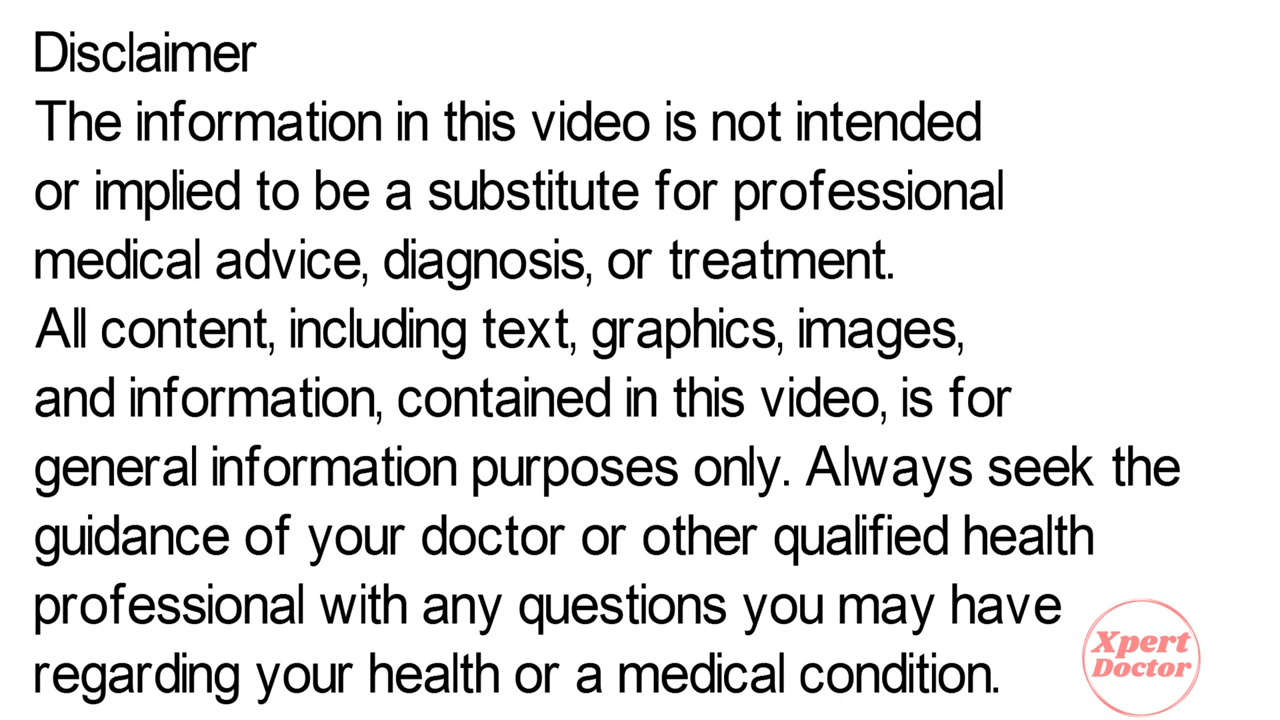 Disclaimer
The information in this video is not intended
or implied to be a substitute for professional
medical advice, diagnosis, or treatment.
All content, including text, graphics, images,
and information, contained in this video, is for
general information purposes only. Always seek the
guidance of your doctor or other qualified health
professional with any questions you may have
regarding your health or a medical condition.
Xpert
Doctor